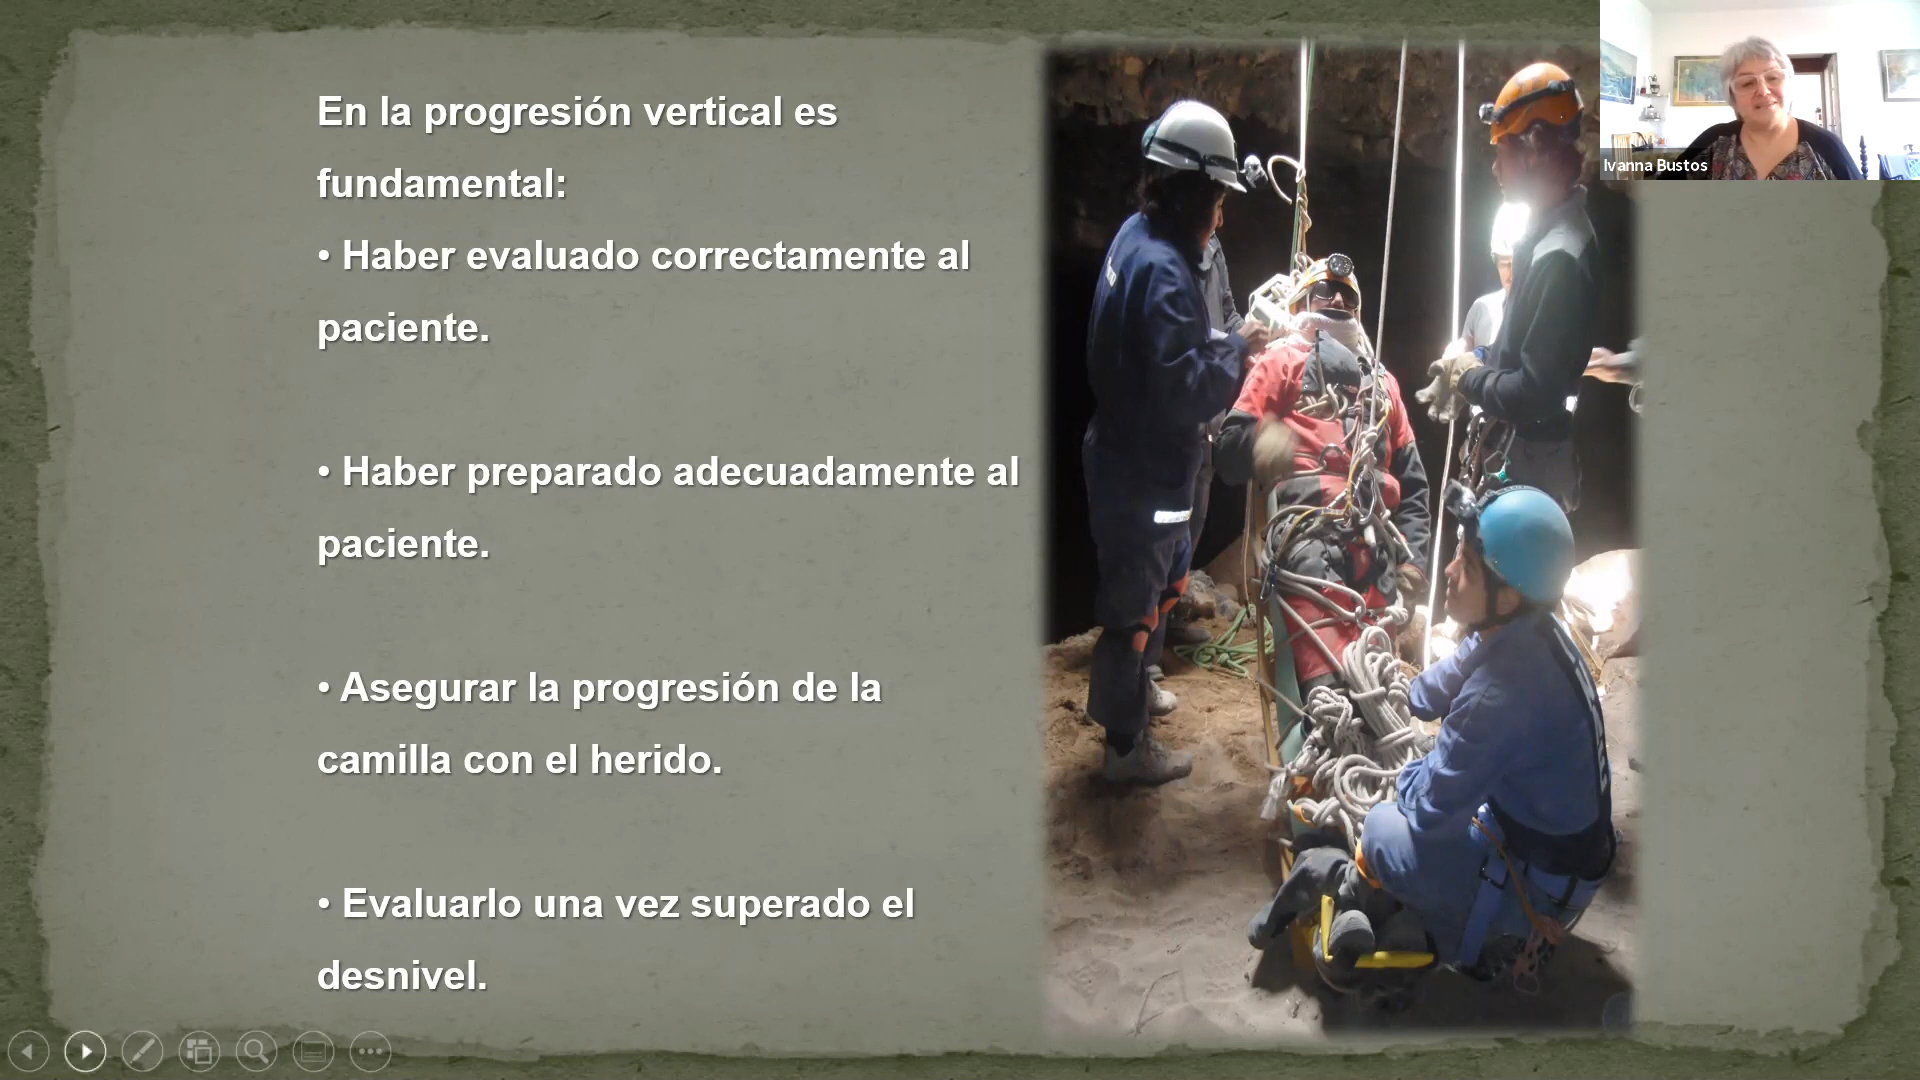 En la progresión vertical es
fundamental:
• Haber evaluado correctamente al
paciente.
• Haber preparado adecuadamente al
paciente.
• Asegurar la progresión de la
camilla con el herido.
• Evaluarlo una vez superado el
desnivel.
Ivanna Bustos